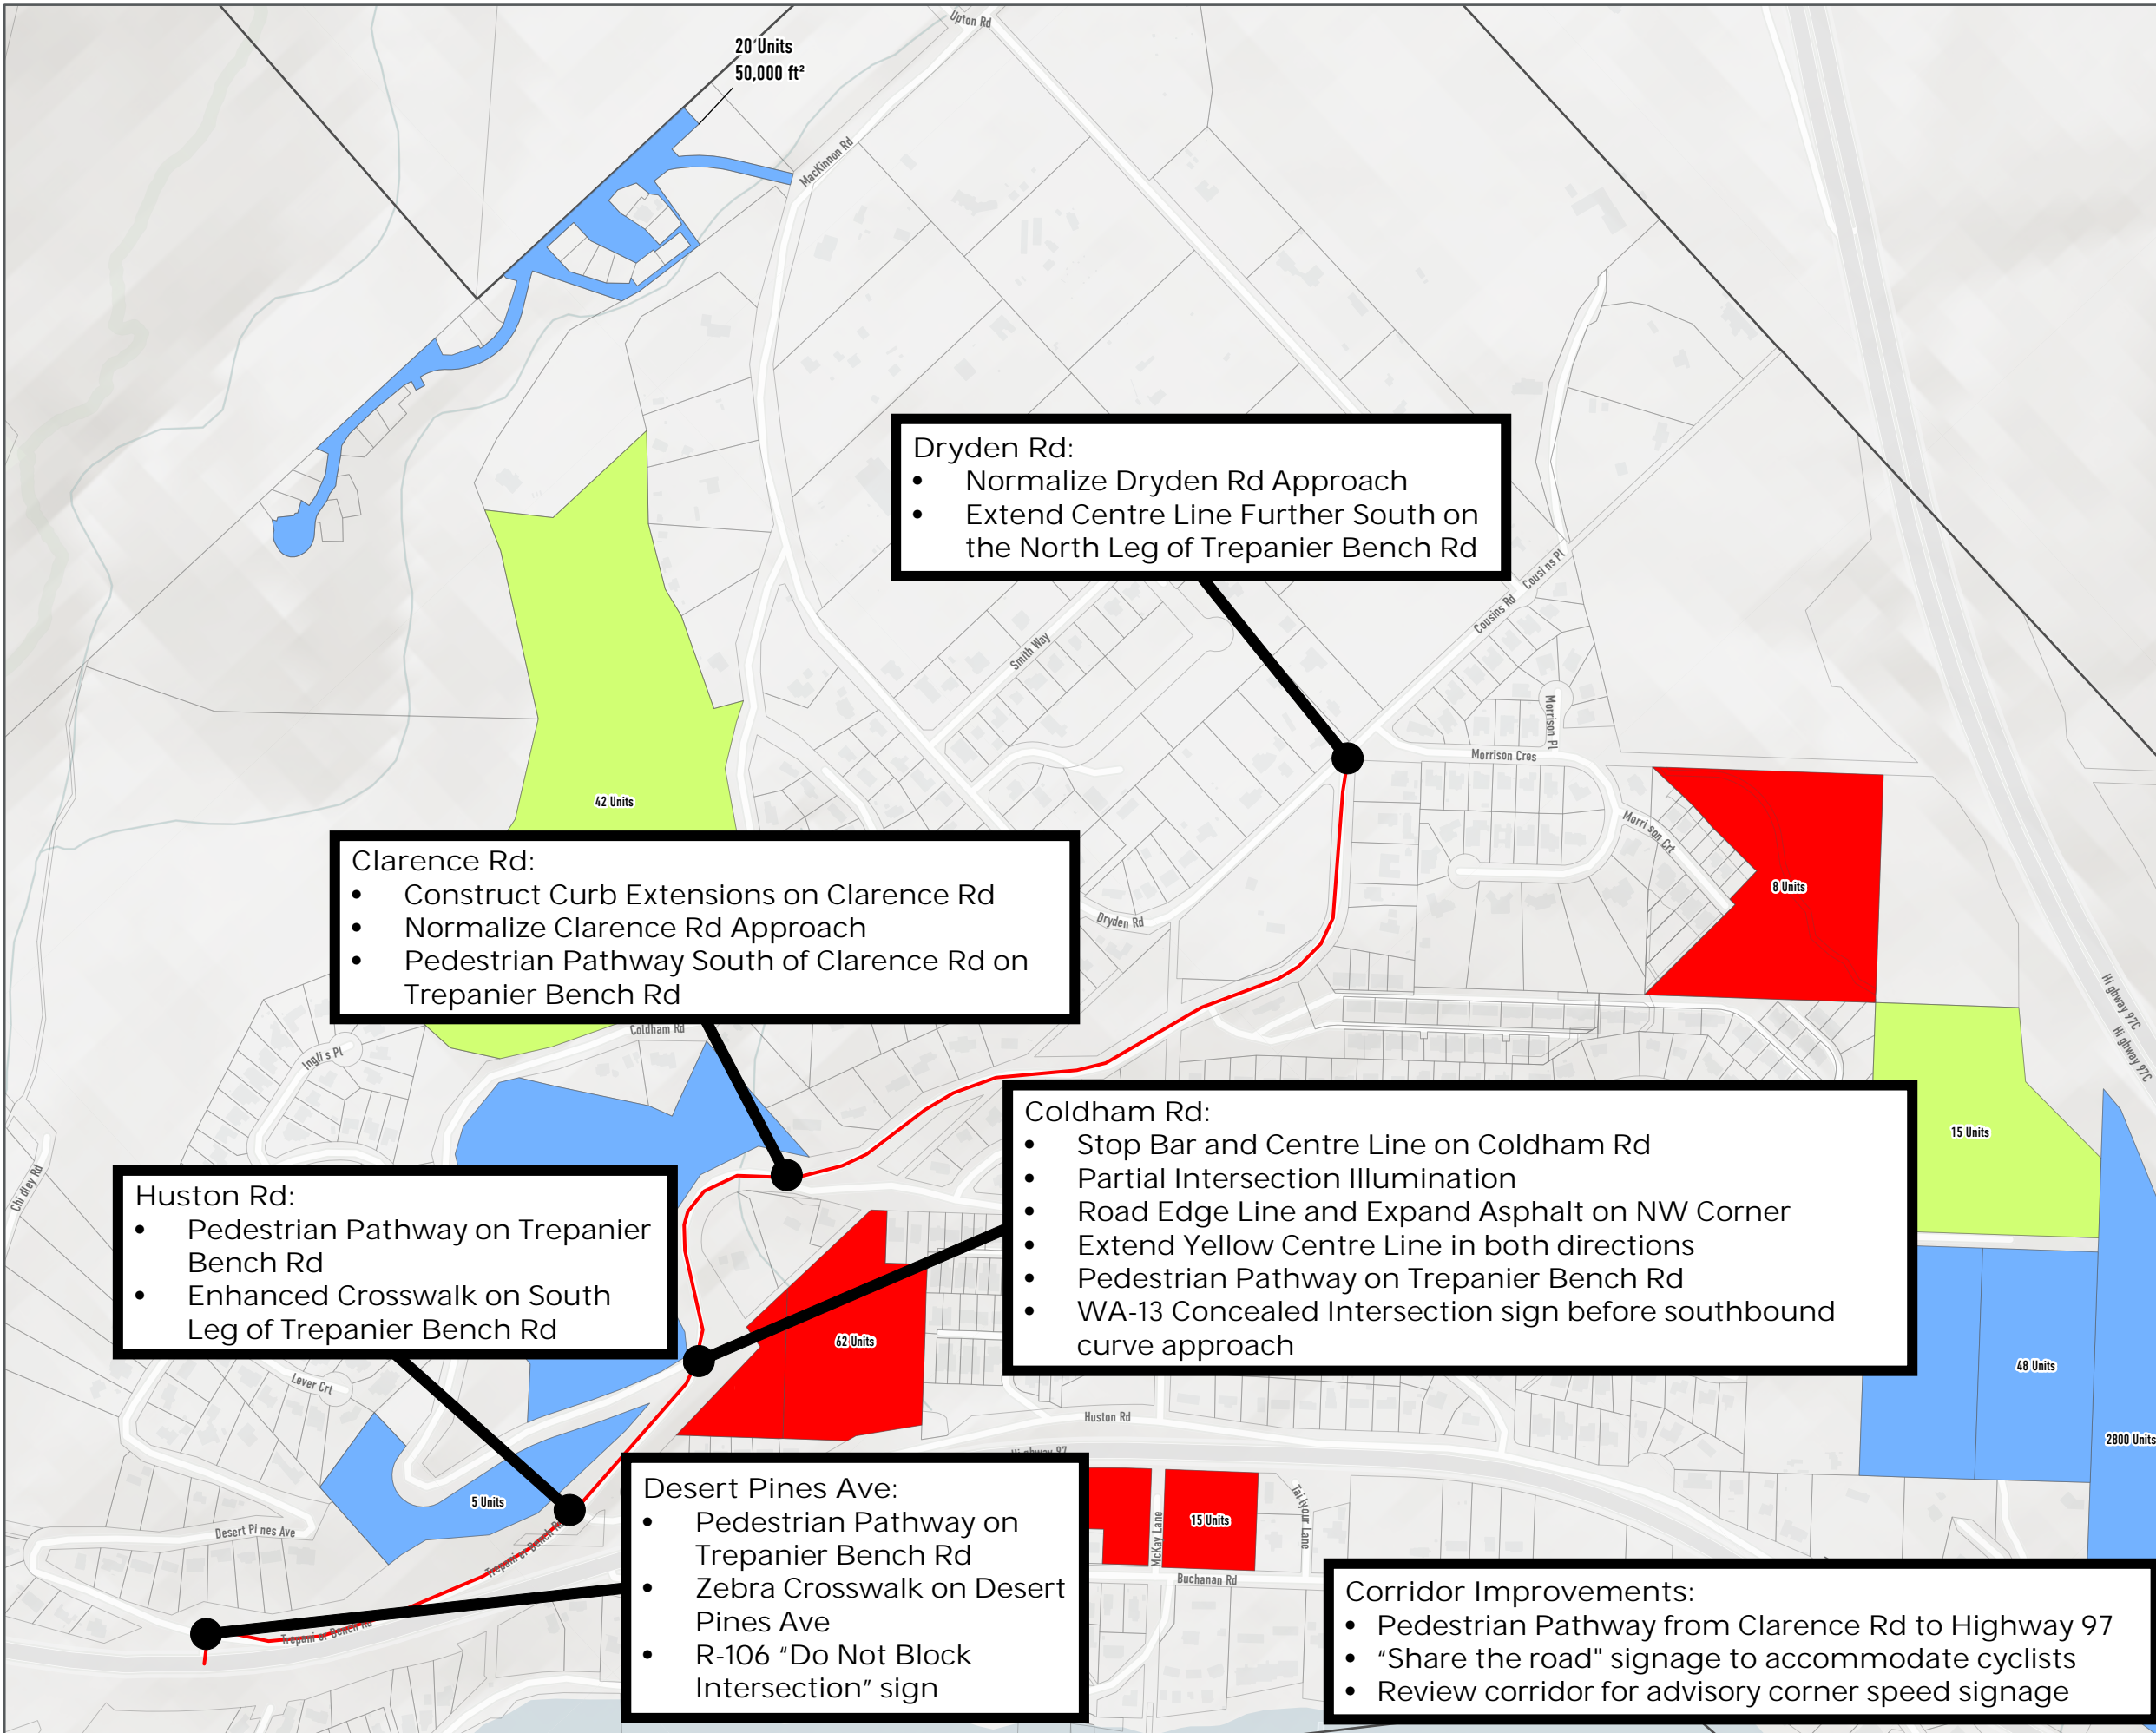 Upton Rd
20 Units
50,000 ft²
MacKinnon Rd
Dryden Rd:
• Normalize Dryden Rd Approach
• Extend Centre Line Further South on
the North Leg of Trepanier Bench Rd
Cousins Pl
Cousins Rd
Smith Way
Morrison Pl
Morrison Cres
42 Units
Morrison Crt
8 Units
Clarence Rd:
• Construct Curb Extensions on Clarence Rd
• Normalize Clarence Rd Approach
• Pedestrian Pathway South of Clarence Rd on
Trepanier Bench Rd
Dryden Rd
Highway 97C
Highway 97C
Coldham Rd
Inglis Pl
Coldham Rd:
• Stop Bar and Centre Line on Coldham Rd
• Partial Intersection Illumination
• Road Edge Line and Expand Asphalt on NW Corner
• Extend Yellow Centre Line in both directions
• Pedestrian Pathway on Trepanier Bench Rd
• WA-13 Concealed Intersection sign before southbound
curve approach
15 Units
Chidley Rd
Huston Rd:
• Pedestrian Pathway on Trepanier
Bench Rd
• Enhanced Crosswalk on South
Leg of Trepanier Bench Rd
62 Units
48 Units
Lever Crt
Huston Rd
2800 Units
Highway 97
5 Units
Desert Pines Ave
Trepanier Bench Rd
Desert Pines Ave:
• Pedestrian Pathway on
Trepanier Bench Rd
• Zebra Crosswalk on Desert
Pines Ave
• R-106 “Do Not Block
Intersection” sign
McKay Lane
15 Units
Tailyour Lane
Buchanan Rd
Trepanier Bench Rd
Corridor Improvements:
• Pedestrian Pathway from Clarence Rd to Highway 97
• “Share the road" signage to accommodate cyclists
• Review corridor for advisory corner speed signage